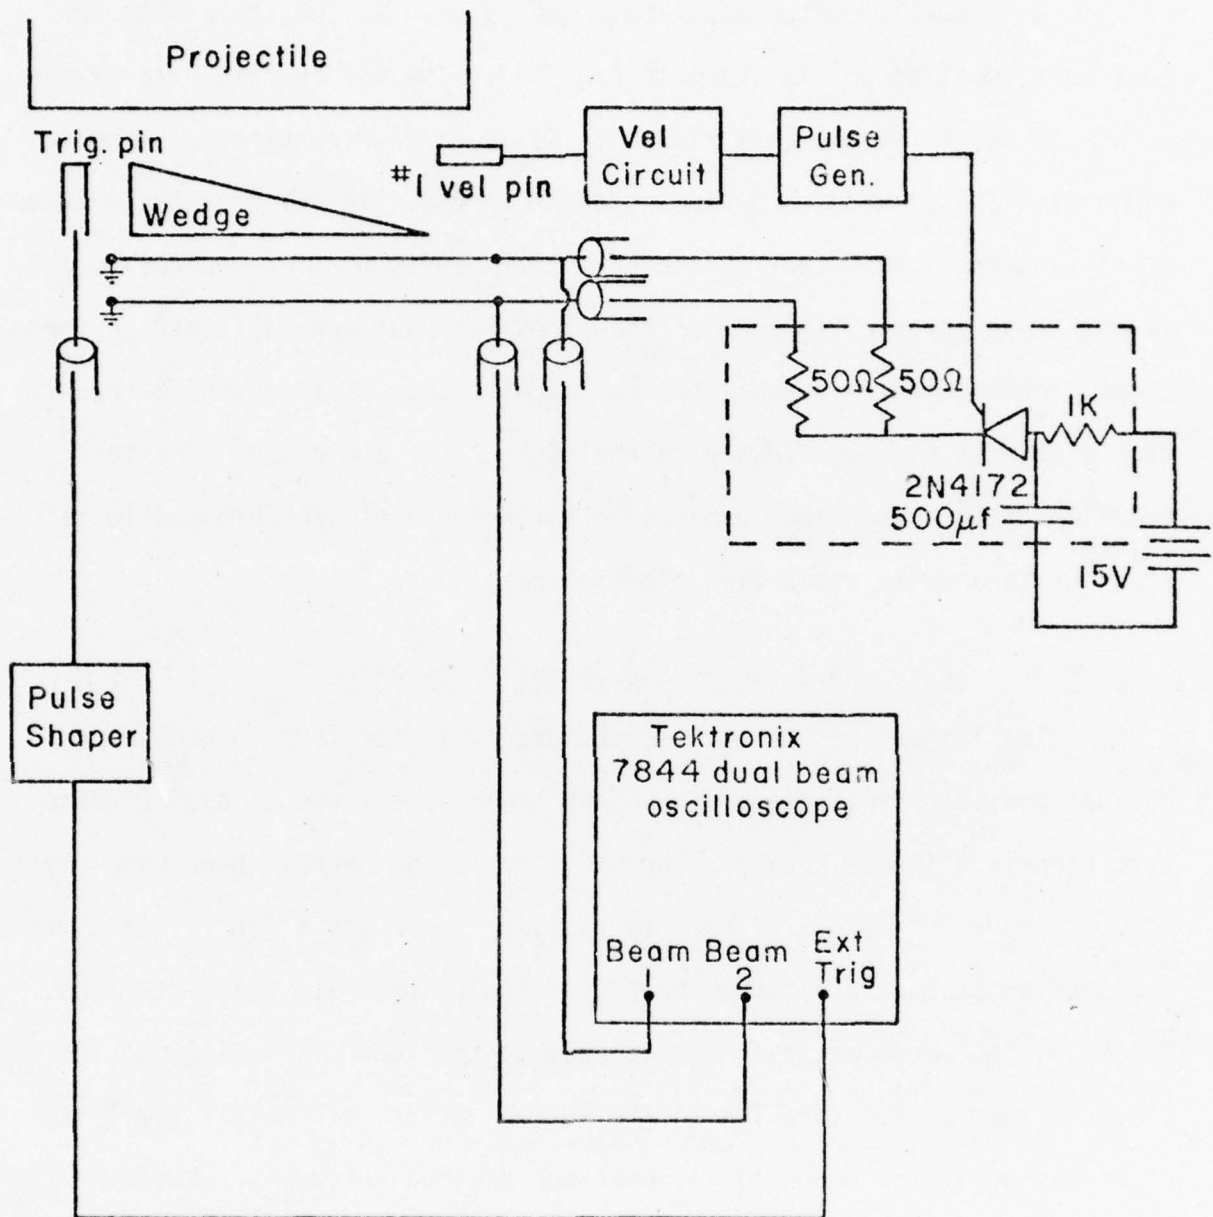 Projectile
Trig. pin
#1 vel pin
Vel
Circuit
Pulse
Gen.
Wedge
50Ω
50Ω
1K
2N4172
500μf
15V
Pulse
Shaper
Tektronix
7844 dual beam
oscilloscope
Beam
1
Beam
2
Ext
Trig